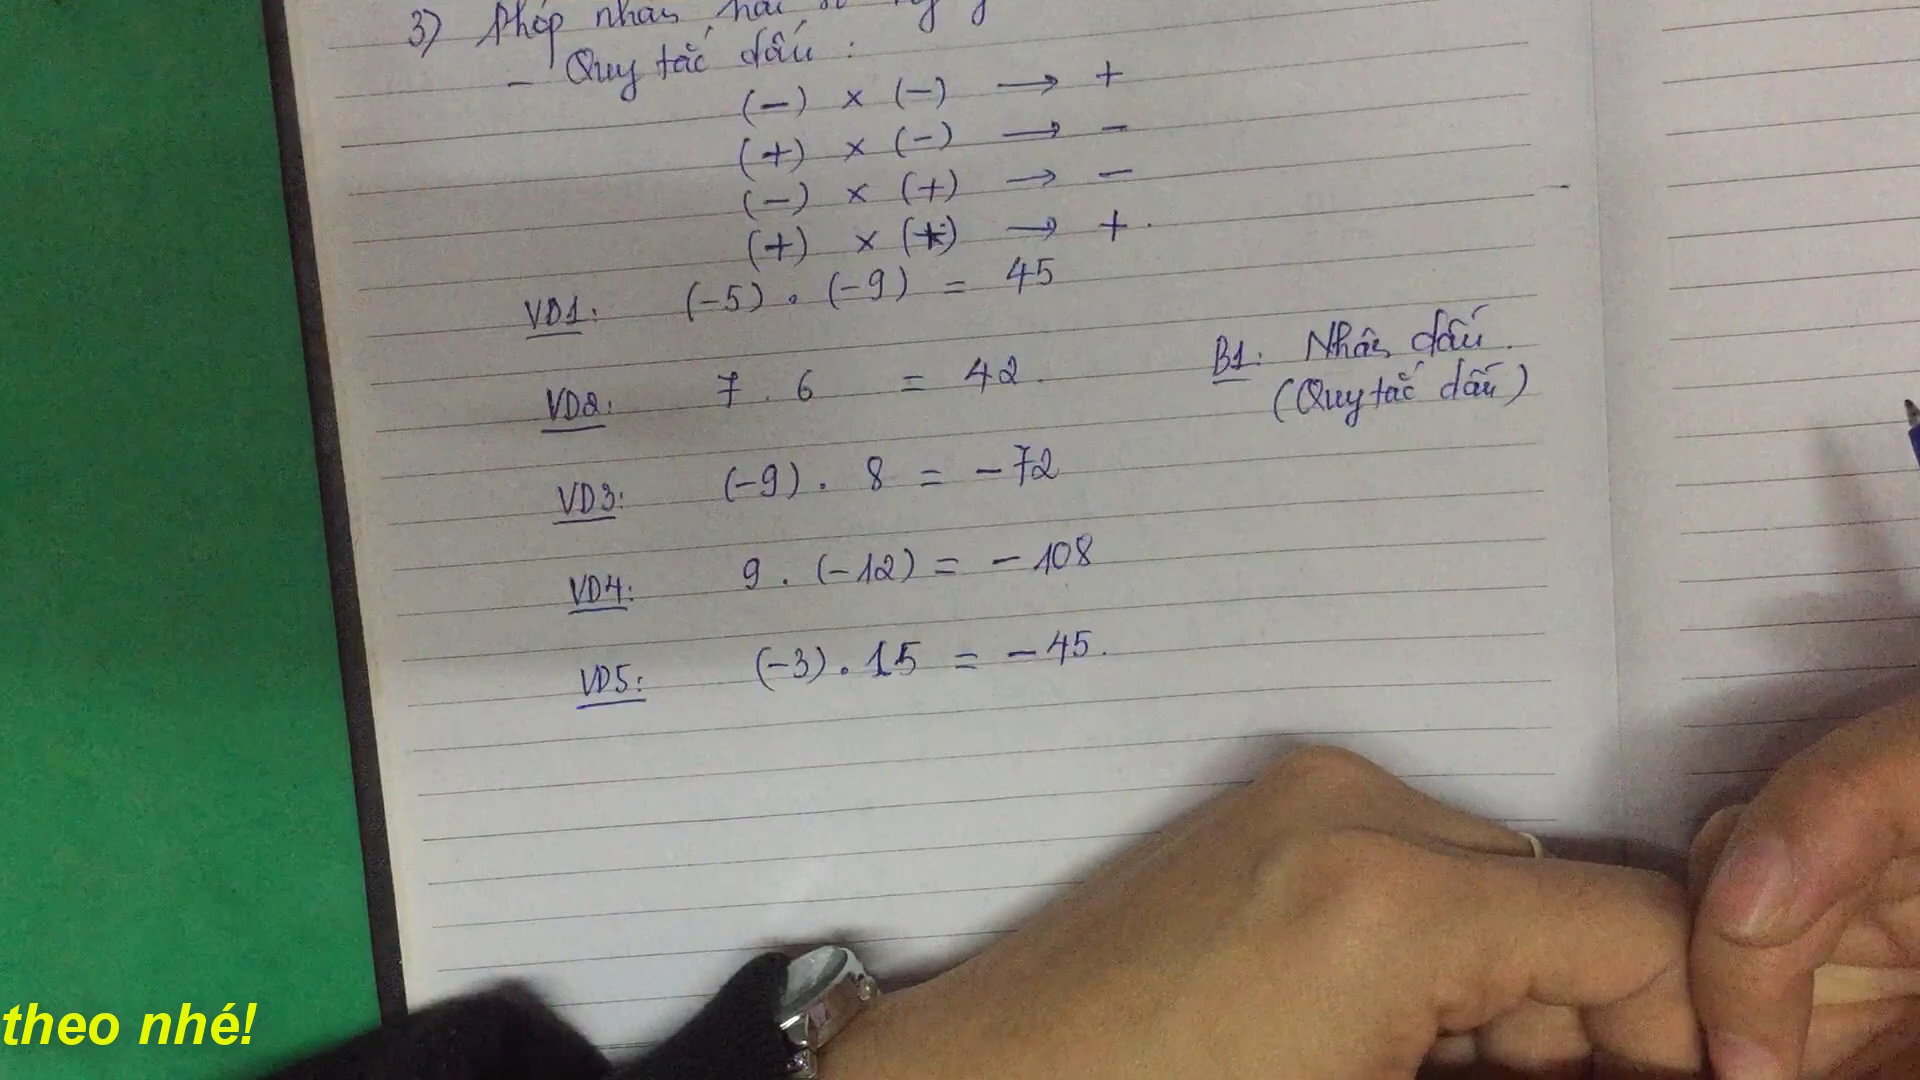 3) Phép nhân hai
- Quy tắc dấu :
(-) × (-) → +
(+) × (-) → -
(-) × (+) → -
(+) × (+) → +.
VD1: (-5) . (-9) = 45
VD2: 7 . 6 = 42.
B1: Nhân dấu.
(Quy tắc dấu)
VD3: (-9) . 8 = -72
VD4: 9 . (-12) = -108
VD5: (-3) . 15 = -45.
theo nhé!